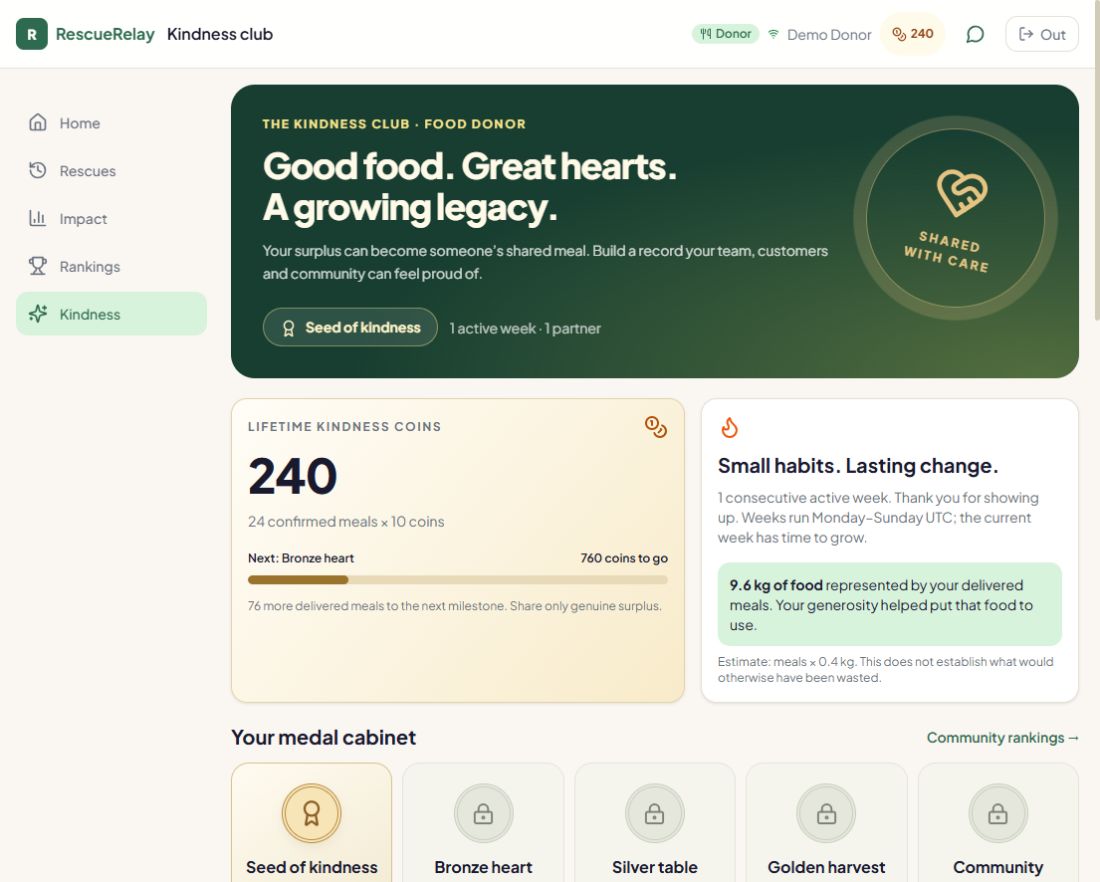 R RescueRelay Kindness club
Donor Demo Donor 240 Out
Home
Rescues
Impact
Rankings
Kindness
THE KINDNESS CLUB · FOOD DONOR
Good food. Great hearts.
A growing legacy.
Your surplus can become someone's shared meal. Build a record your team, customers
and community can feel proud of.
Seed of kindness 1 active week · 1 partner
SHARED
WITH CARE
LIFETIME KINDNESS COINS
240
24 confirmed meals × 10 coins
Next: Bronze heart 760 coins to go
76 more delivered meals to the next milestone. Share only genuine surplus.
Small habits. Lasting change.
1 consecutive active week. Thank you for showing
up. Weeks run Monday–Sunday UTC; the current
week has time to grow.
9.6 kg of food represented by your delivered
meals. Your generosity helped put that food to
use.
Estimate: meals × 0.4 kg. This does not establish what would
otherwise have been wasted.
Your medal cabinet Community rankings →
Seed of kindness Bronze heart Silver table Golden harvest Community